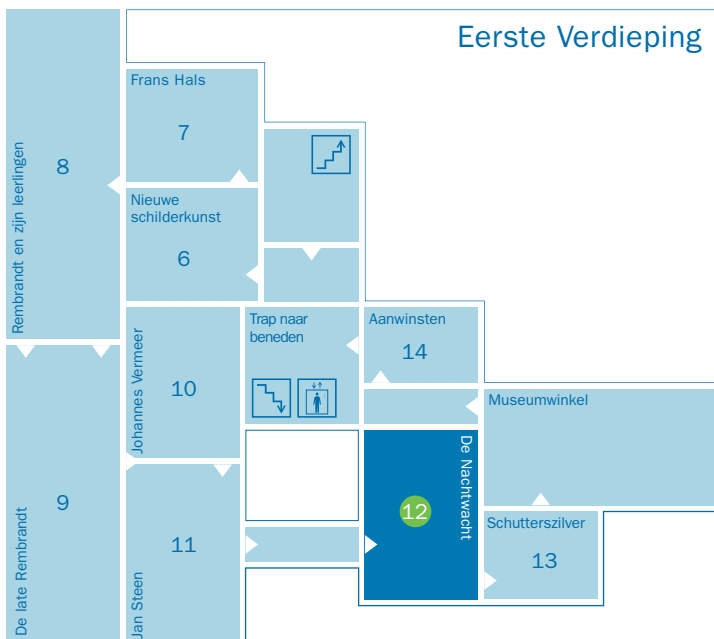 Eerste Verdieping
Frans Hals
7
Rembrandt en zijn leerlingen
8
Nieuwe
schilderkunst
6
Johannes Vermeer
10
Trap naar
beneden
Aanwinsten
14
Museumwinkel
De late Rembrandt
9
Jan Steen
11
De Nachtwacht
12
Schutterszilver
13